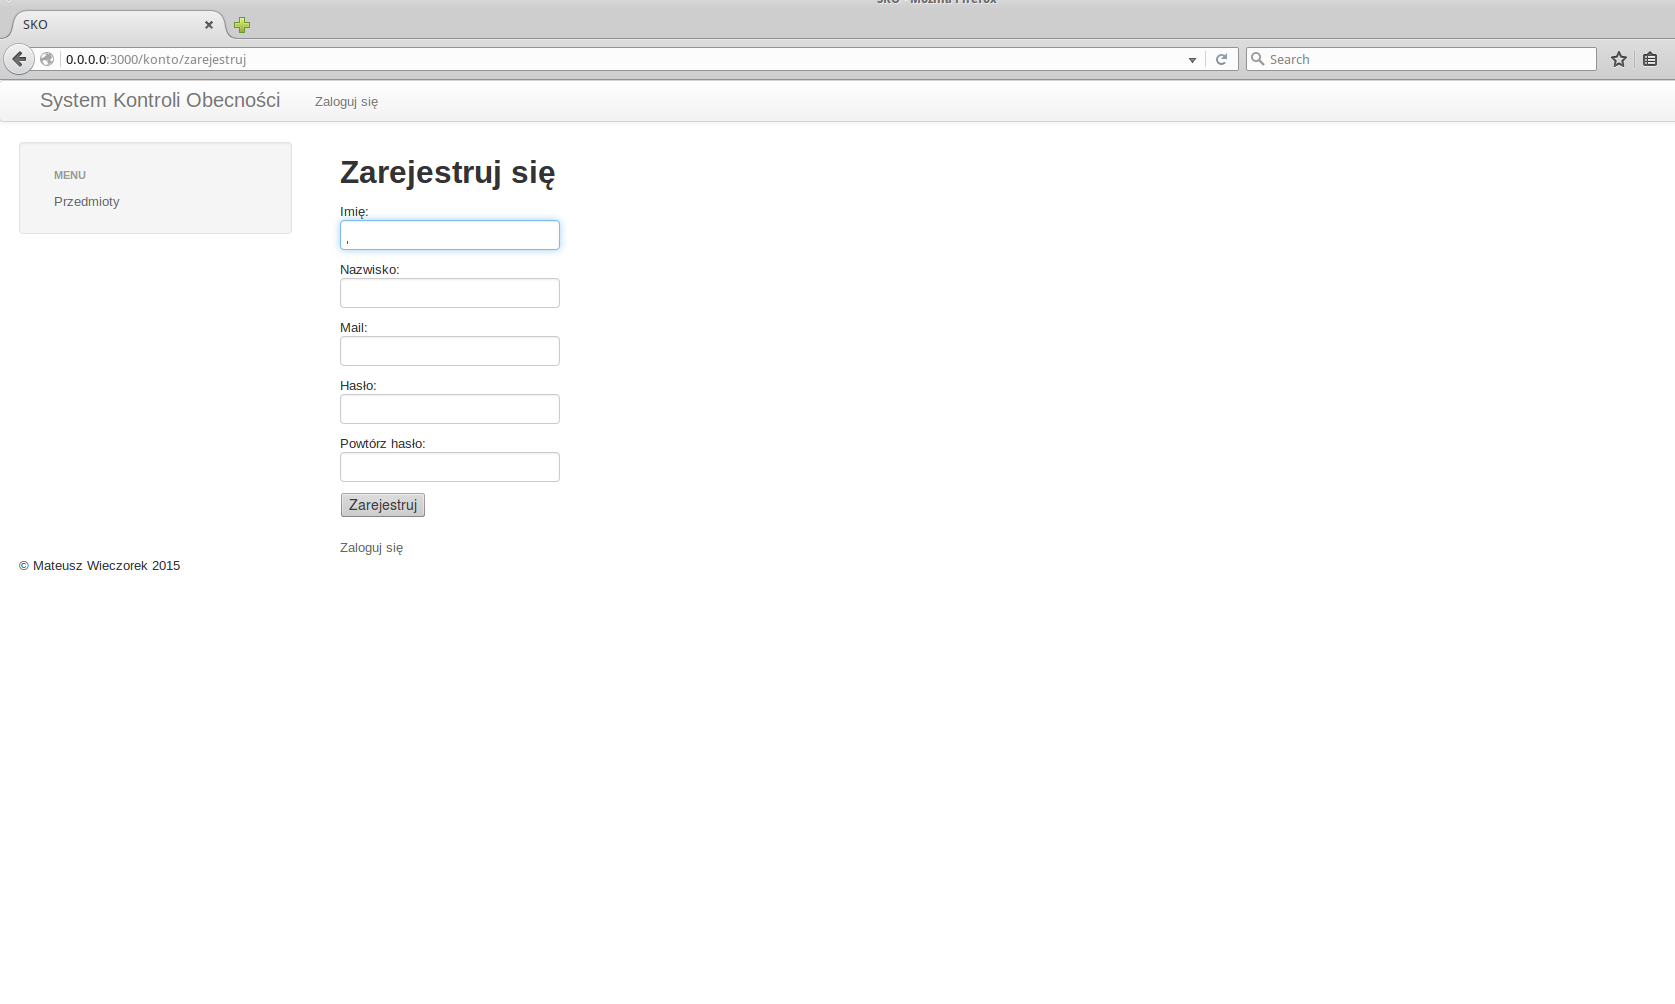 SKO - Mozilla Firefox
SKO
0.0.0.0:3000/konto/zarejestruj
Search
System Kontroli Obecności
Zaloguj się
MENU
Przedmioty
Zarejestruj się
Imię:
,
Nazwisko:
Mail:
Hasło:
Powtórz hasło:
Zarejestruj
Zaloguj się
© Mateusz Wieczorek 2015